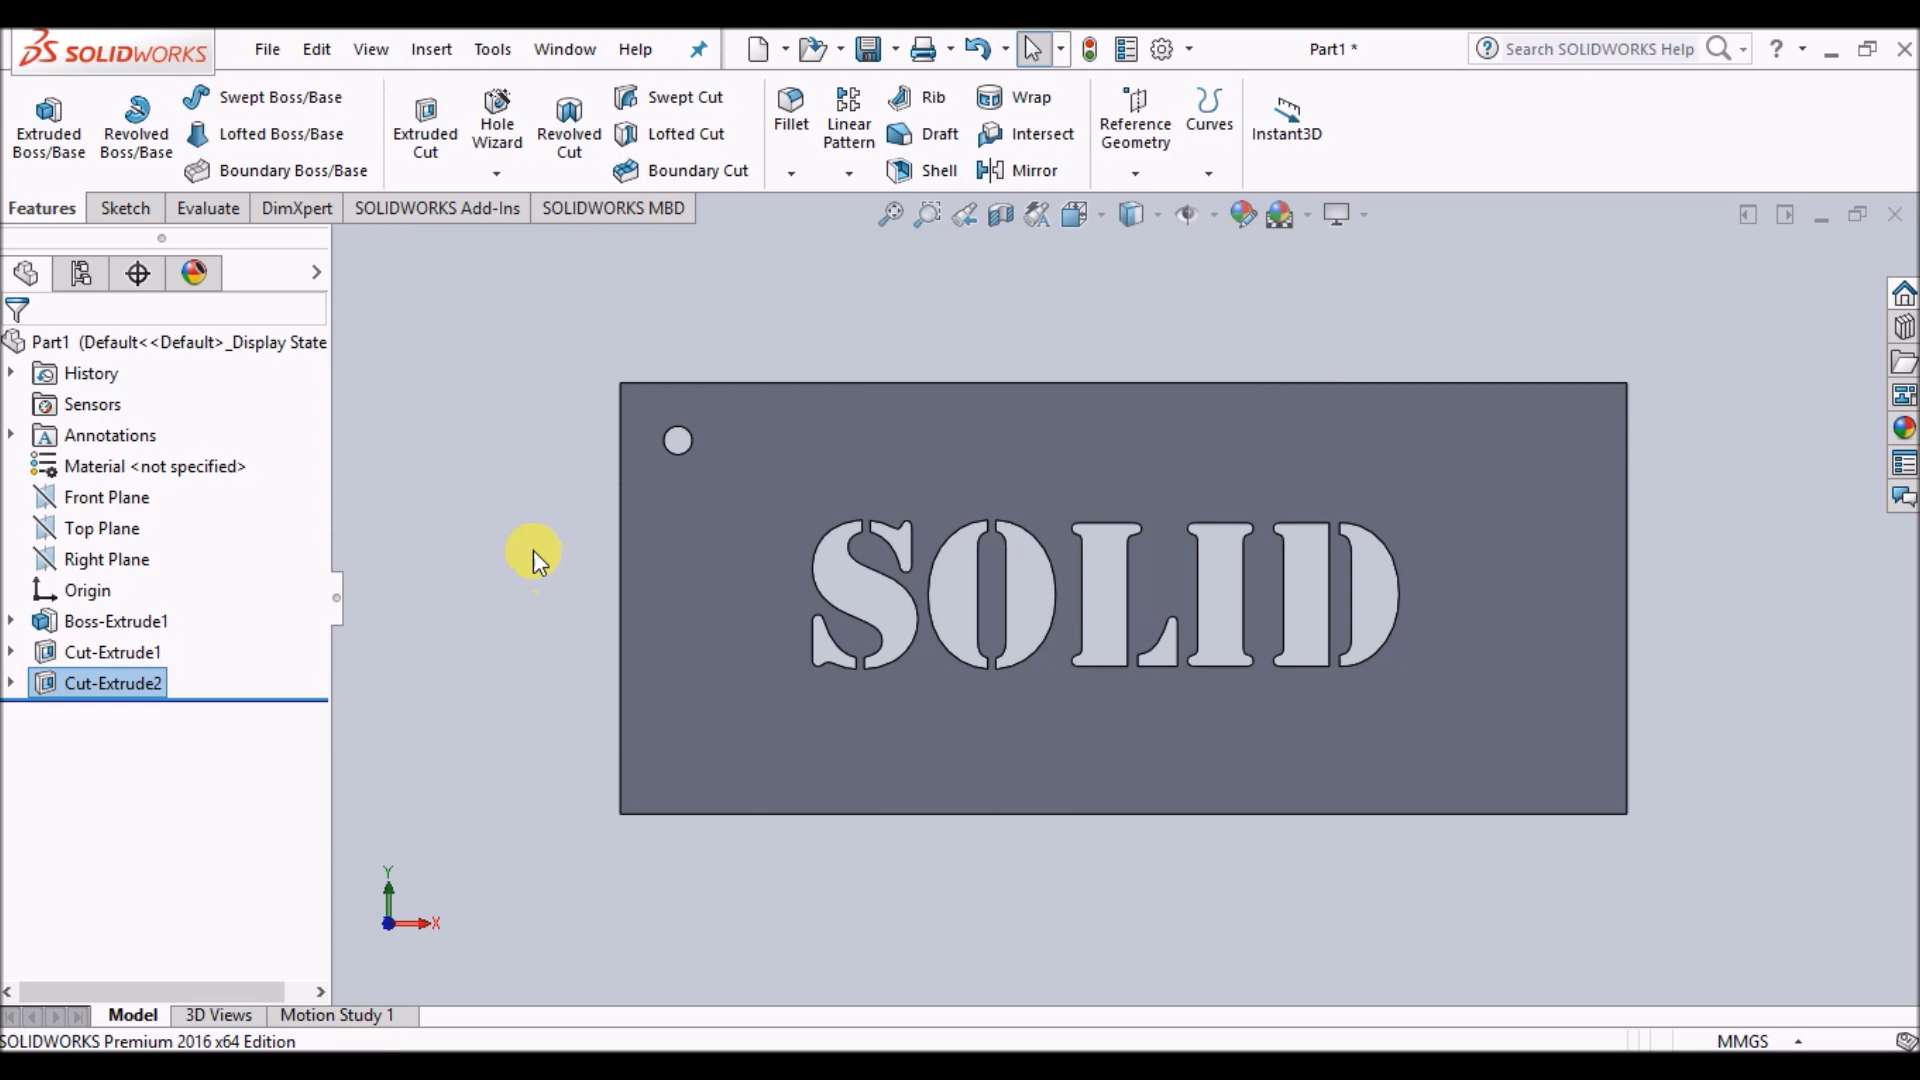 SOLIDWORKS File Edit View Insert Tools Window Help Part1 * Search SOLIDWORKS Help ?
Extruded Boss/Base
Revolved Boss/Base
Swept Boss/Base
Lofted Boss/Base
Boundary Boss/Base
Extruded Cut
Hole Wizard
Revolved Cut
Swept Cut
Lofted Cut
Boundary Cut
Fillet
Linear Pattern
Rib
Draft
Shell
Wrap
Intersect
Mirror
Reference Geometry
Curves
Instant3D
Features Sketch Evaluate DimXpert SOLIDWORKS Add-Ins SOLIDWORKS MBD
Part1 (Default<<Default>_Display State
History
Sensors
Annotations
Material <not specified>
Front Plane
Top Plane
Right Plane
Origin
Boss-Extrude1
Cut-Extrude1
Cut-Extrude2
SOLID
Y
X
Model 3D Views Motion Study 1
SOLIDWORKS Premium 2016 x64 Edition MMGS